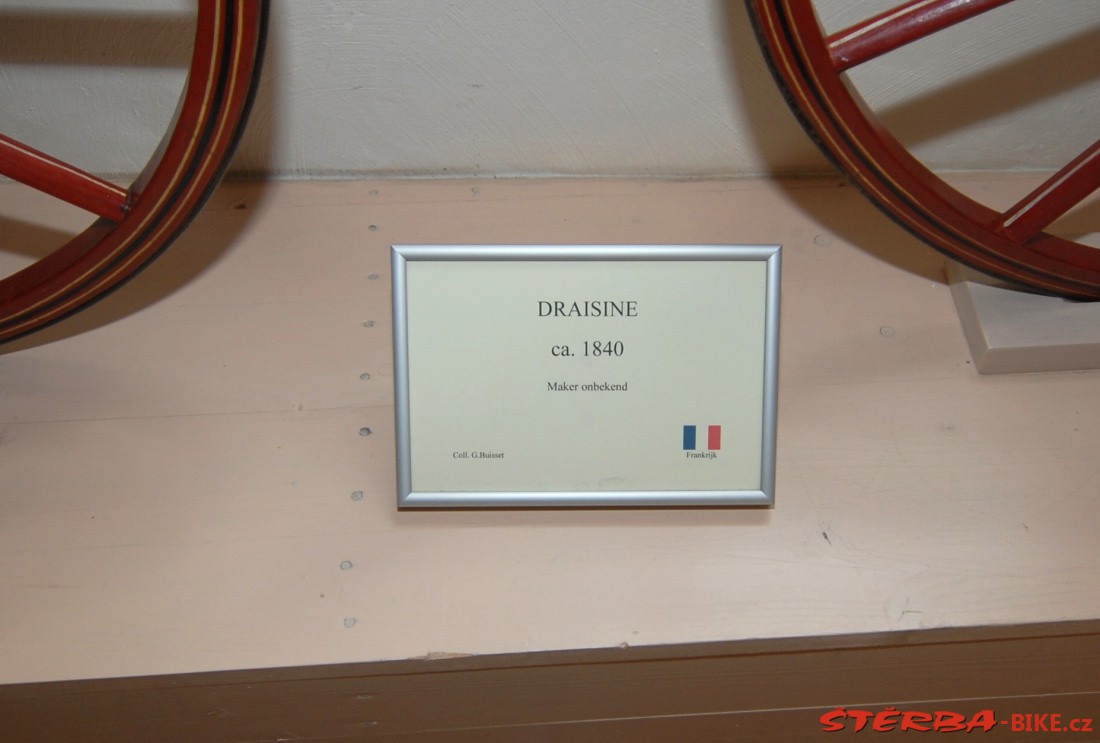 DRAISINE
ca. 1840
Maker onbekend
Coll. G.Buisset
Frankrijk
ŠTĚRBA-BIKE.cz